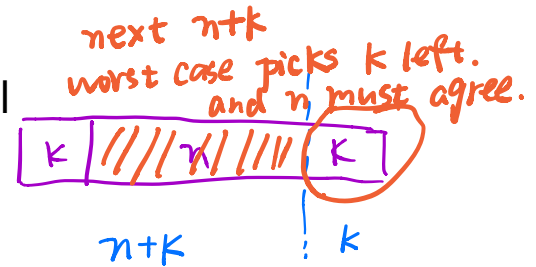 next n+k
worst case picks k left.
and n must agree.
k n k
n+k k